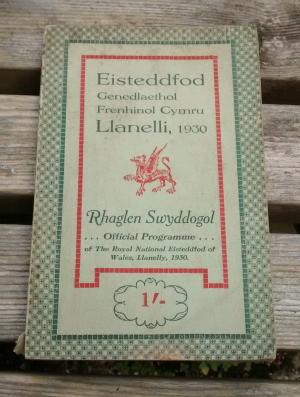 Eisteddfod
Genedlaethol
Frenhinol Cymru
Llanelli, 1930
Rhaglen Swyddogol
. . . Official Programme . . .
of The Royal National Eisteddfod of
Wales, Llanelly, 1930.
1/-